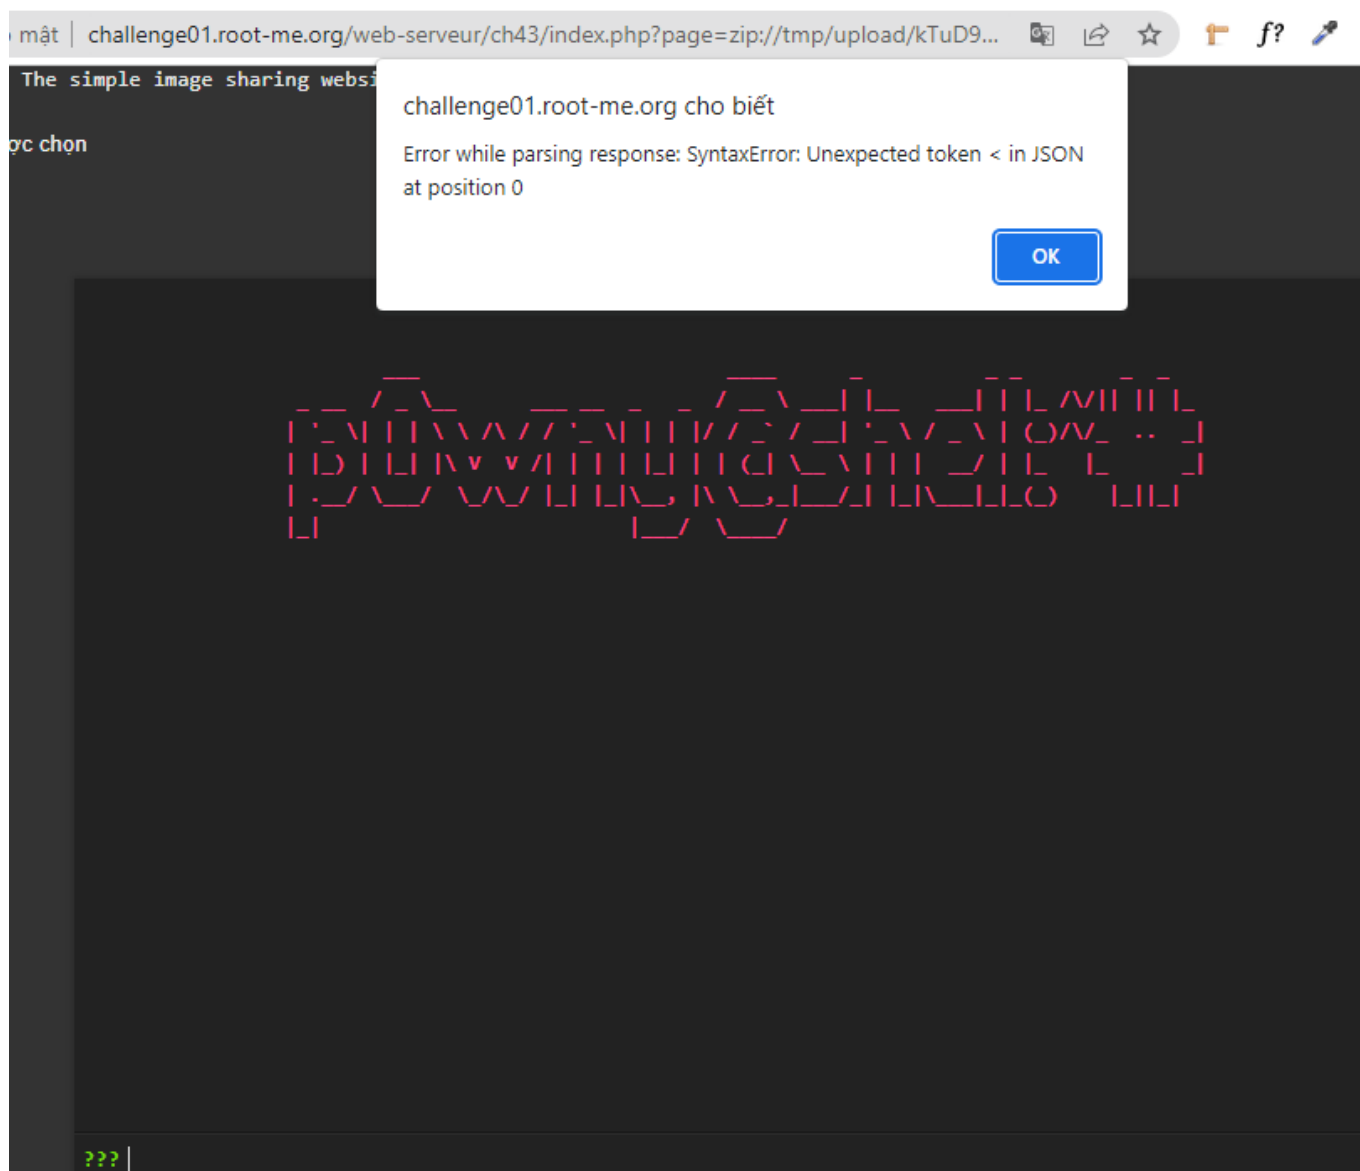 mật | challenge01.root-me.org/web-serveur/ch43/index.php?page=zip://tmp/upload/kTuD9...
f?
The simple image sharing websi
challenge01.root-me.org cho biết
ợc chọn
Error while parsing response: SyntaxError: Unexpected token < in JSON
at position 0
OK
p0wny@shell:~#
???